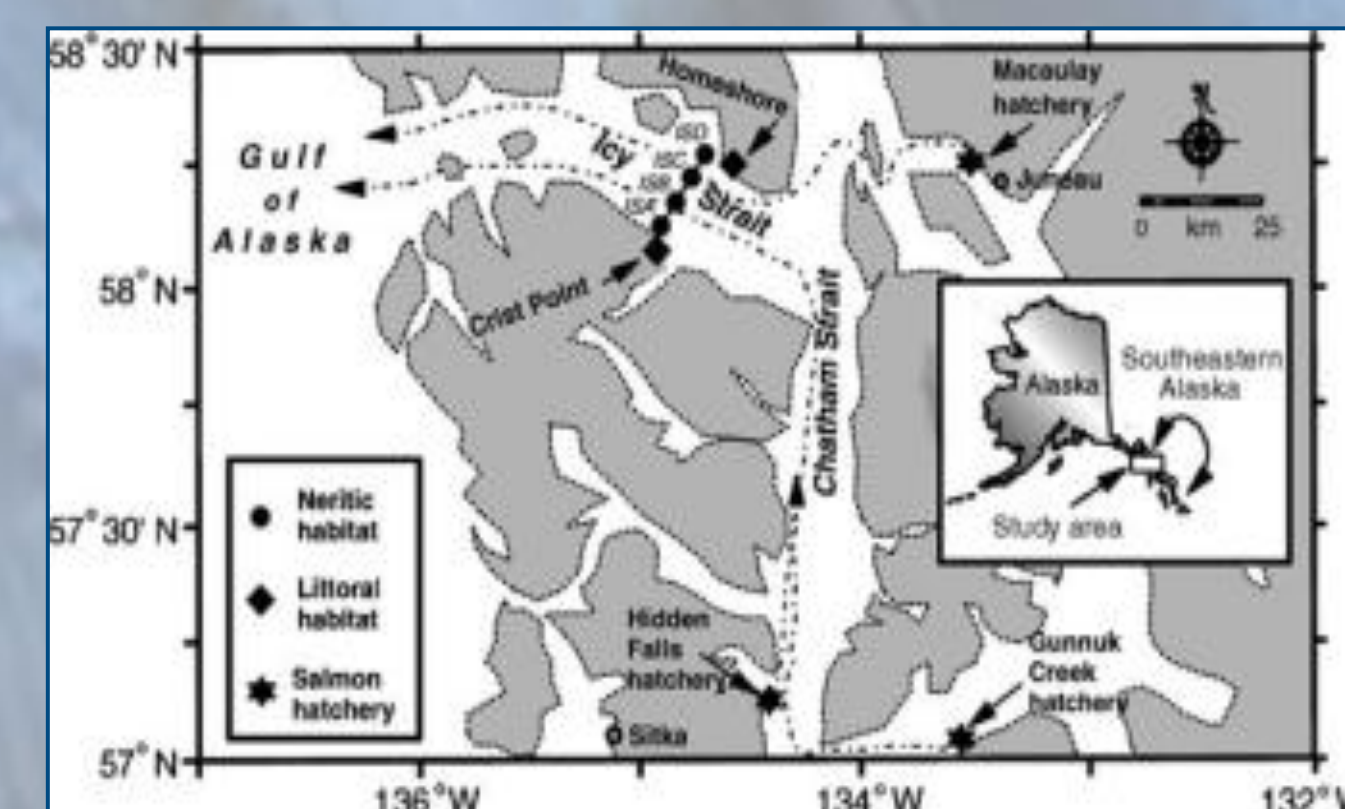 58°30' N
Gulf
of
Alaska
Homeshore
ISD
ISC
ISB
ISA
Icy
Strait
Macaulay
hatchery
N
Juneau
0 km 25
58° N
Crist Point
Chatham Strait
Alaska
Southeastern
Alaska
Study area
Neritic
habitat
Littoral
habitat
Salmon
hatchery
57°30' N
Hidden
Falls
hatchery
Sitka
Gunnuk
Creek
hatchery
57° N
136°W
134°W
132°W